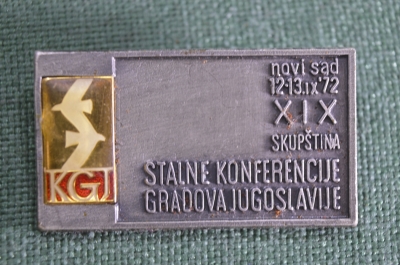 novi sad
12-13.IX'72
XIX
SKUPŠTINA
STALNE KONFERENCIJE
GRADOVA JUGOSLAVIJE
KGJ